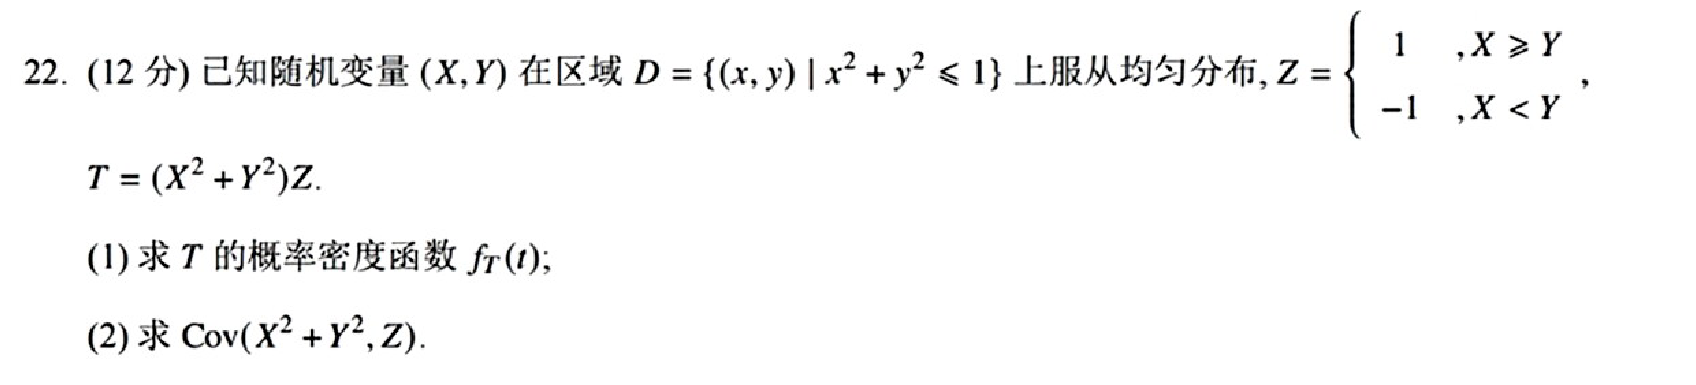 22. (12 分) 已知随机变量 (X, Y) 在区域 D = {(x, y) | x² + y² ⩽ 1} 上服从均匀分布, Z = { 1 , X ⩾ Y ; −1 , X < Y ,
T = (X² + Y²)Z.
(1) 求 T 的概率密度函数 f_T(t);
(2) 求 Cov(X² + Y², Z).